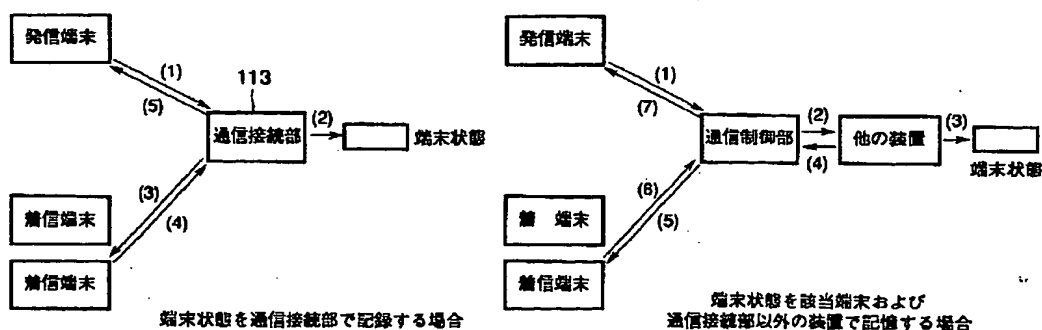 発信端末
(1)
(5)
113
通信接続部
(2)
端末状態
(3)
(4)
着信端末
着信端末
端末状態を通信接続部で記録する場合
発信端末
(1)
(7)
通信制御部
(2)
(4)
他の装置
(3)
端末状態
(6)
(5)
着 端末
着信端末
端末状態を該当端末および
通信接続部以外の装置で記憶する場合